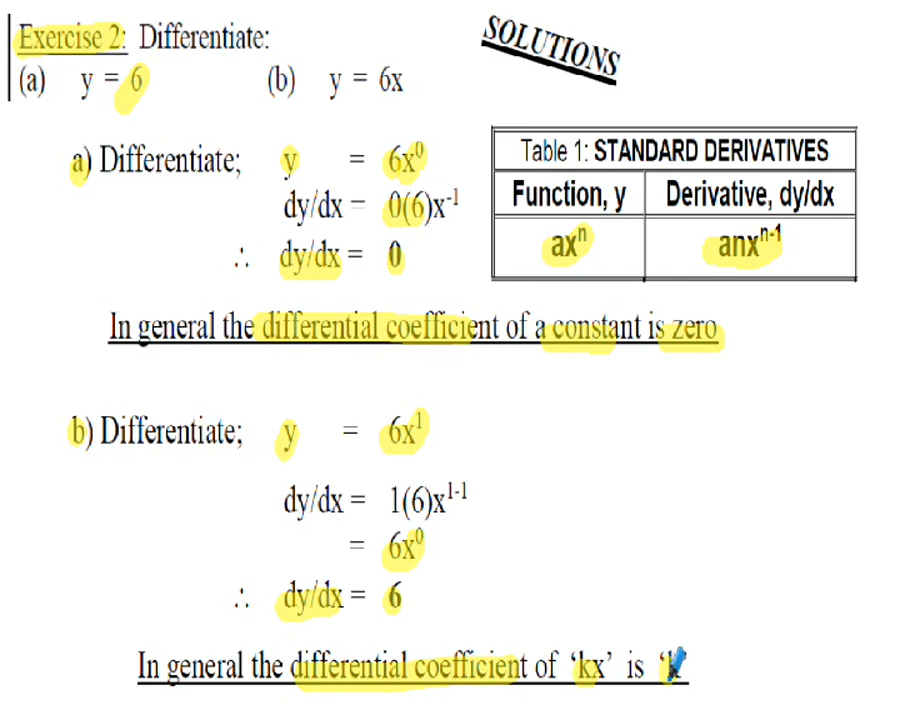 Exercise 2: Differentiate:
SOLUTIONS
(a) y = 6 (b) y = 6x
a) Differentiate; y = 6x⁰
dy/dx = 0(6)x⁻¹
∴ dy/dx = 0
Table 1: STANDARD DERIVATIVES
Function, y Derivative, dy/dx
axⁿ anxⁿ⁻¹
In general the differential coefficient of a constant is zero
b) Differentiate; y = 6x¹
dy/dx = 1(6)x¹⁻¹
= 6x⁰
∴ dy/dx = 6
In general the differential coefficient of ‘kx’ is ‘k’